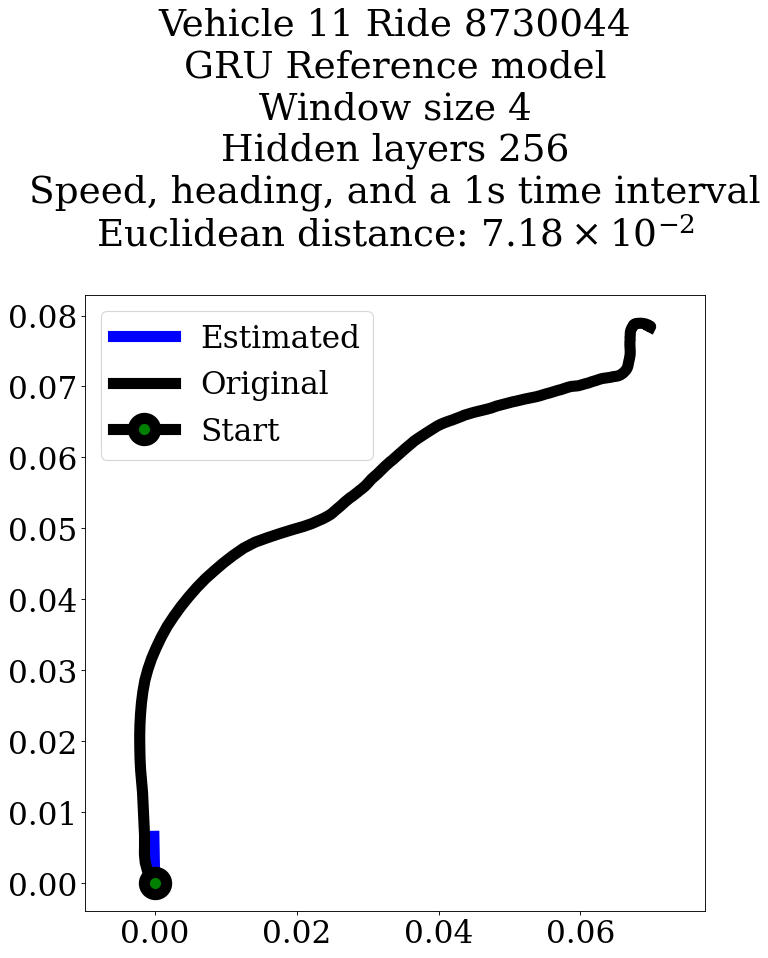 Vehicle 11 Ride 8730044
GRU Reference model
Window size 4
Hidden layers 256
Speed, heading, and a 1s time interval
Euclidean distance: 7.18 × 10⁻²
Estimated
Original
Start
0.08
0.07
0.06
0.05
0.04
0.03
0.02
0.01
0.00
0.00 0.02 0.04 0.06